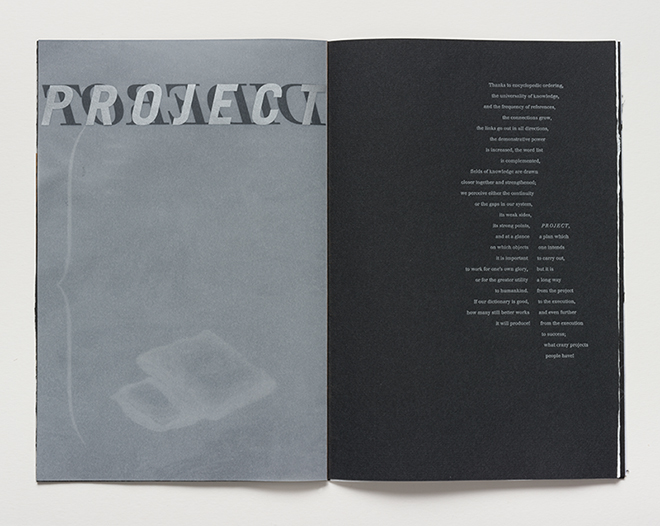 PROJECT
Thanks to encyclopedic ordering,
the universality of knowledge,
and the frequency of references,
the connections grow,
the links go out in all directions,
the demonstrative power
is increased, the word list
is complemented,
fields of knowledge are drawn
closer together and strengthened;
we perceive either the continuity
or the gaps in our system,
its weak sides,
its strong points,
and at a glance
on which objects
it is important
to work for one's own glory,
or for the greater utility
to humankind.
If our dictionary is good,
how many still better works
it will produce!
PROJECT,
a plan which
one intends
to carry out,
but it is
a long way
from the project
to the execution,
and even further
from the execution
to success;
what crazy projects
people have!